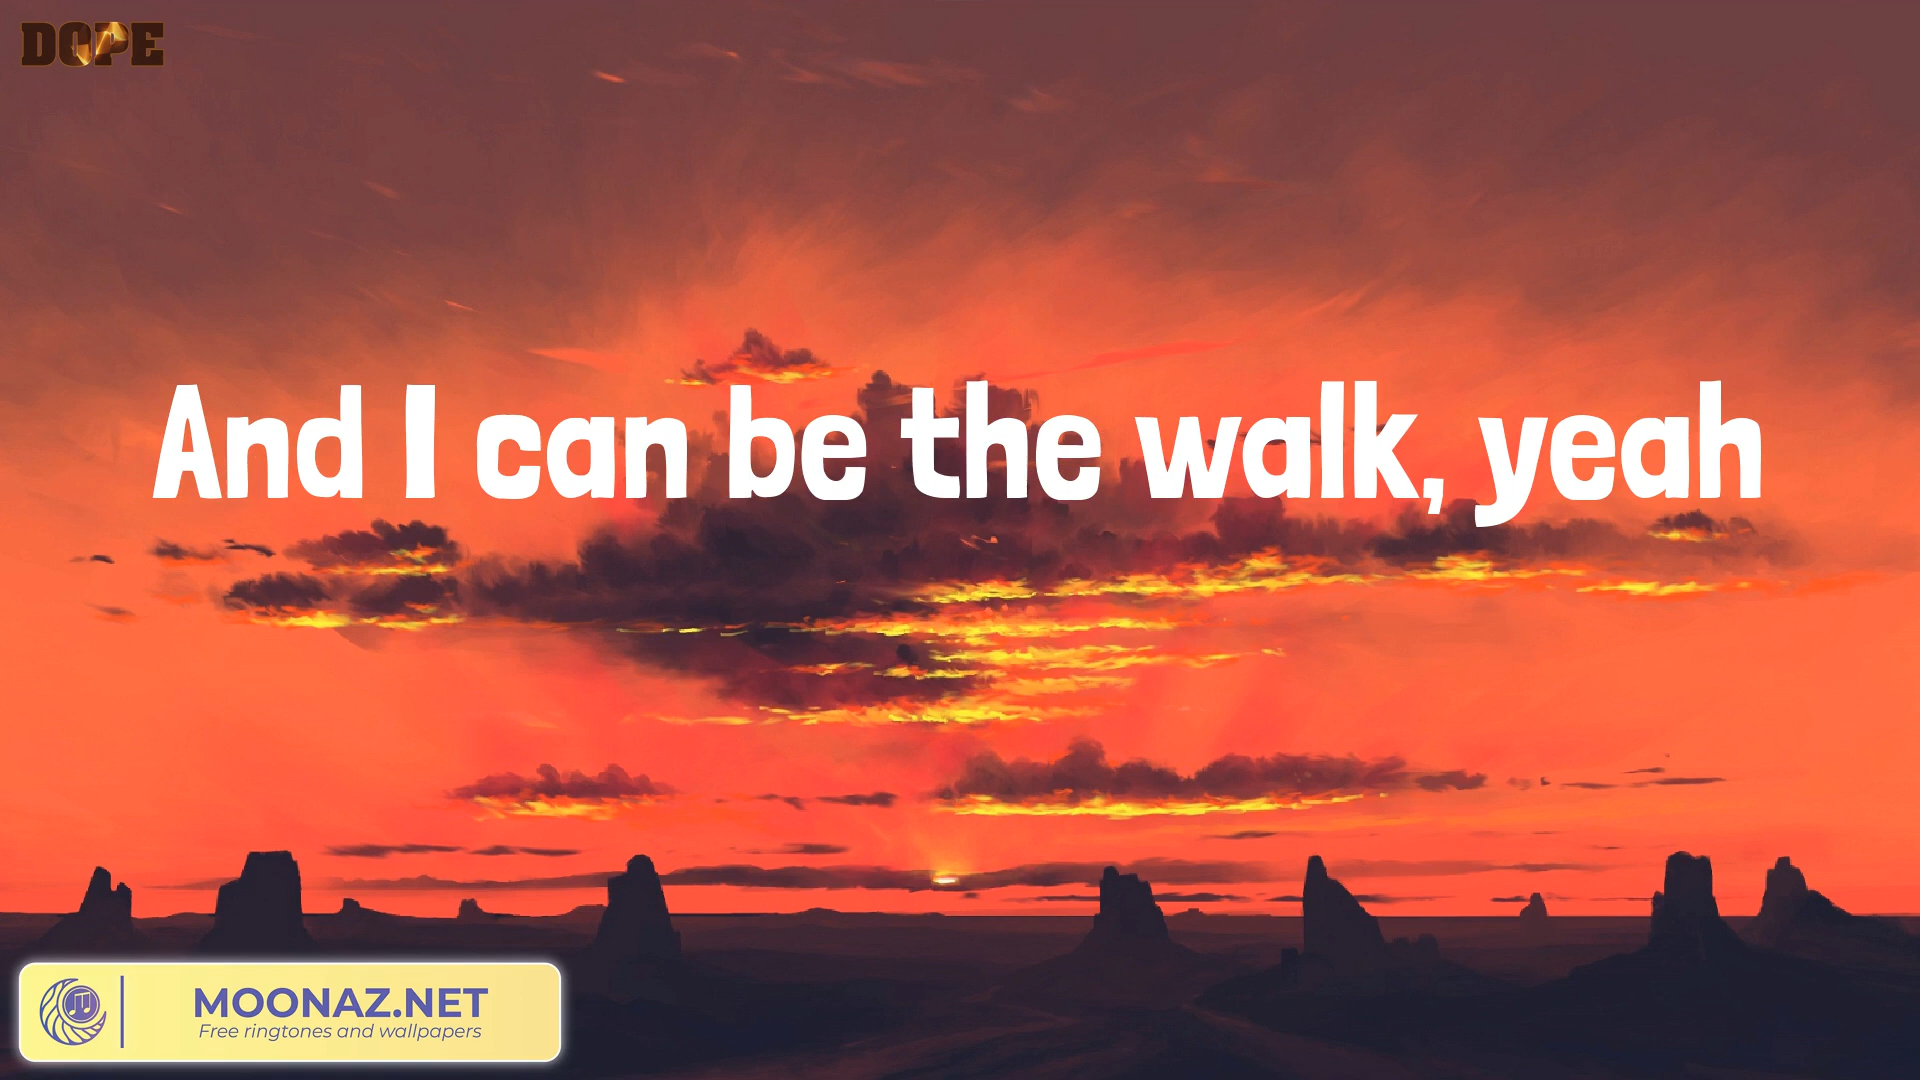 DOPE
And I can be the walk, yeah
MOONAZ.NET
Free ringtones and wallpapers